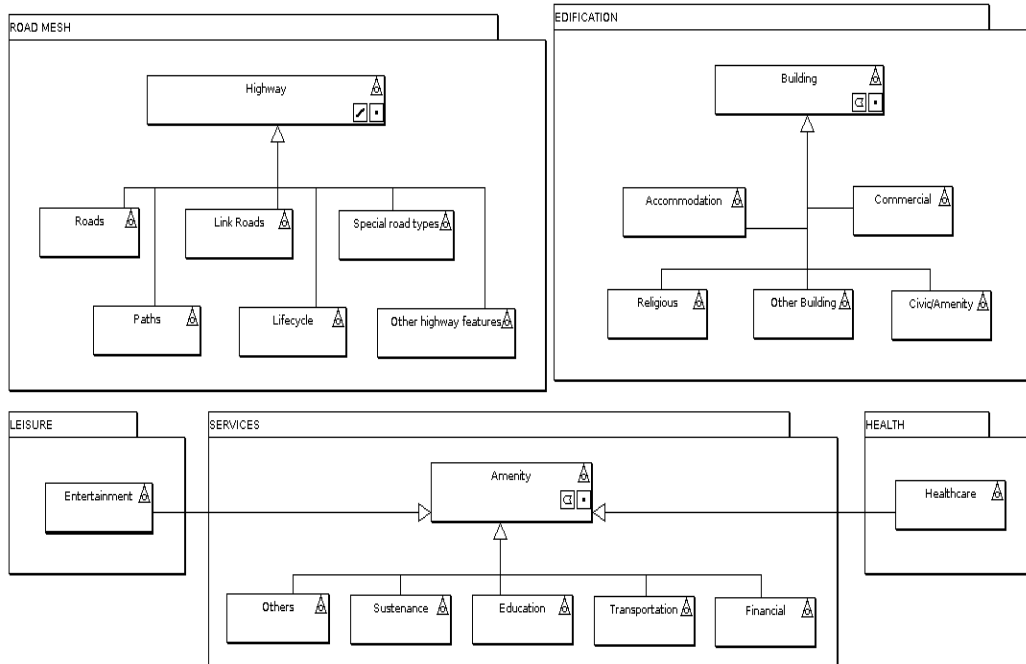 ROAD MESH
Highway
Roads
Link Roads
Special road types
Paths
Lifecycle
Other highway features
EDIFICATION
Building
Accommodation
Commercial
Religious
Other Building
Civic/Amenity
LEISURE
Entertainment
SERVICES
Amenity
Others
Sustenance
Education
Transportation
Financial
HEALTH
Healthcare